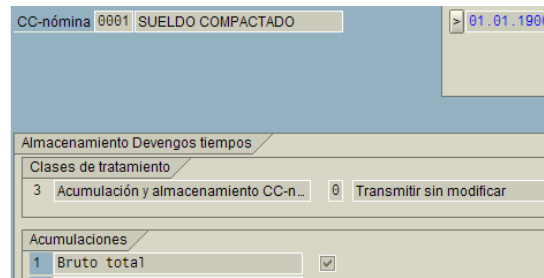 CC-nómina 0001 SUELDO COMPACTADO
> 01.01.1900
Almacenamiento Devengos tiempos
Clases de tratamiento
3 Acumulación y almacenamiento CC-n... 0 Transmitir sin modificar
Acumulaciones
1 Bruto total